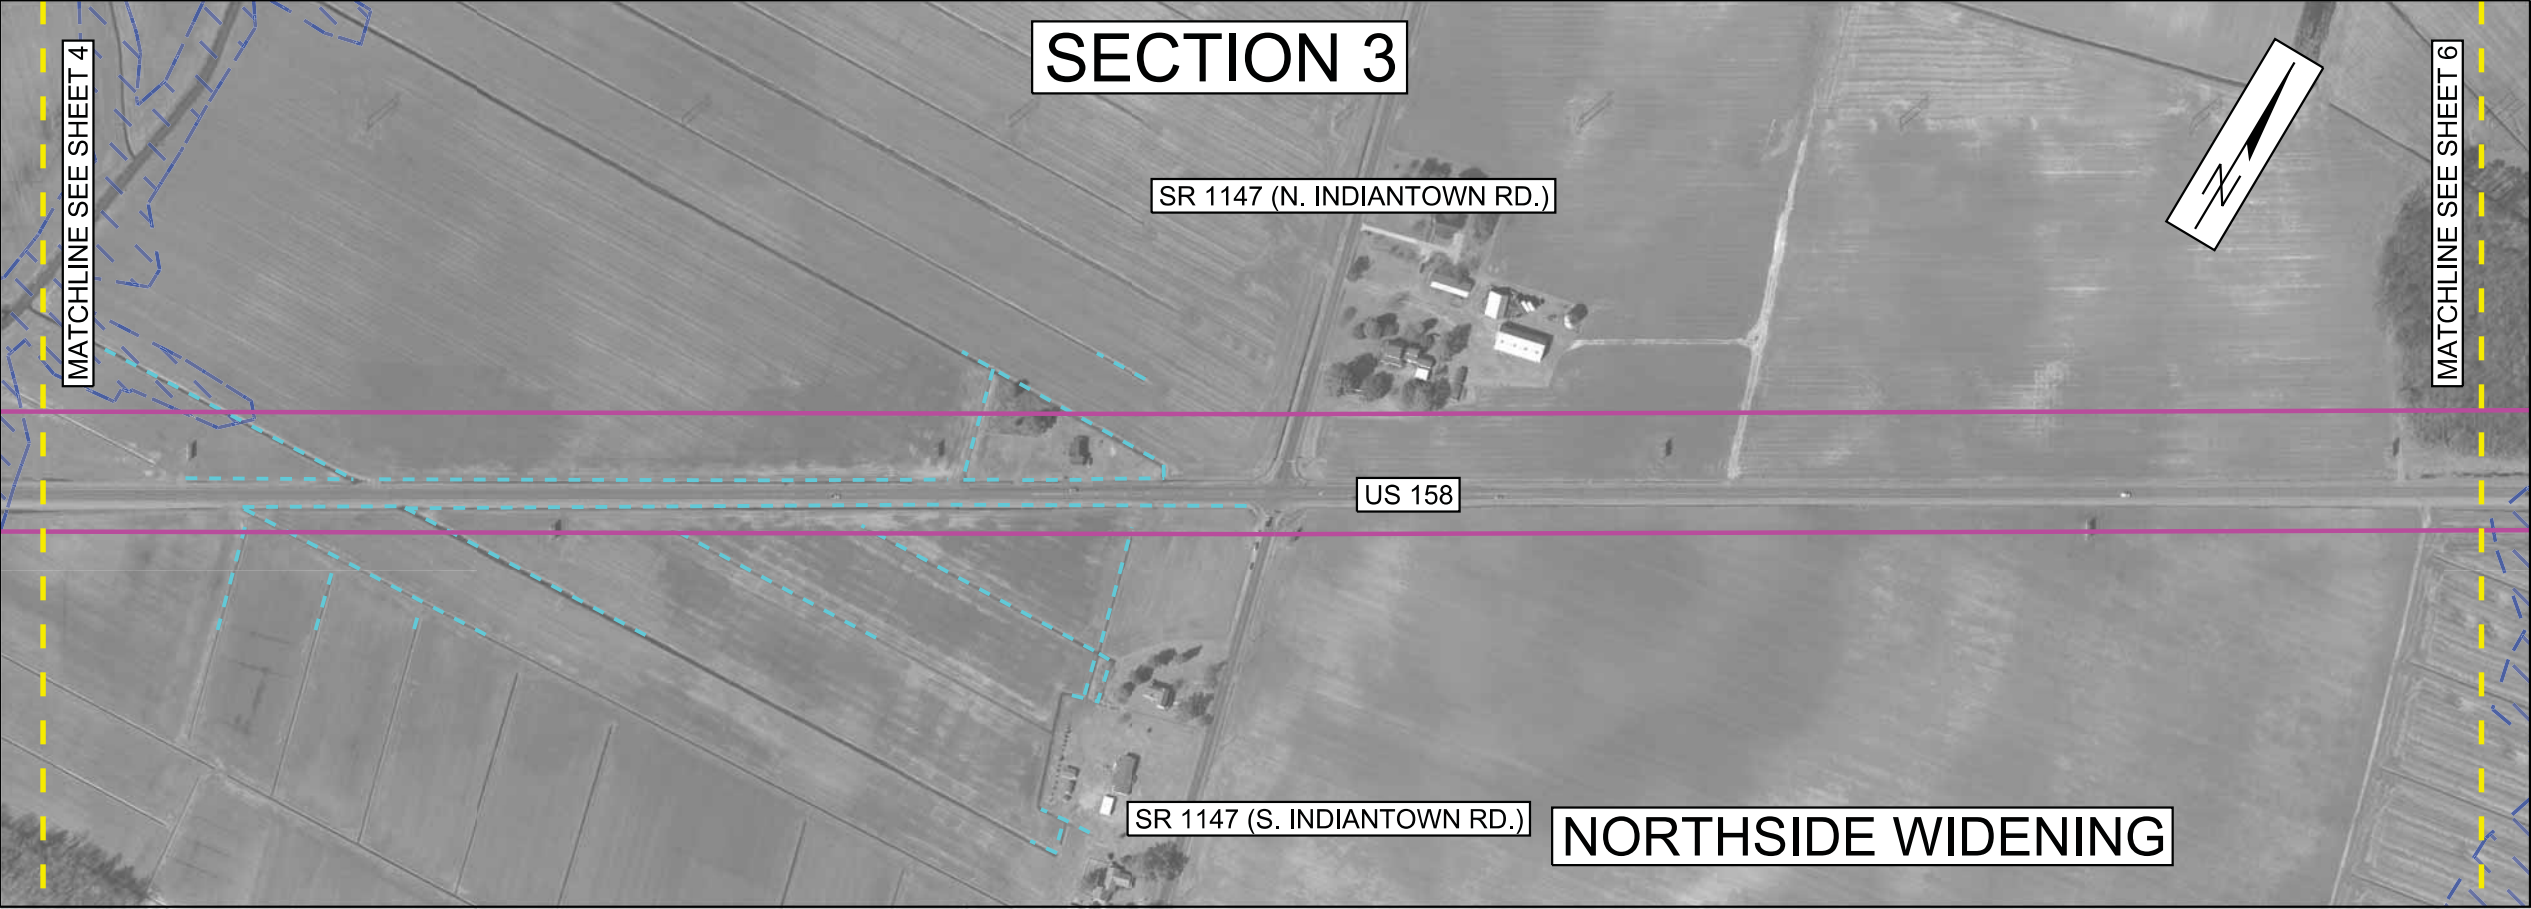 SECTION 3
MATCHLINE SEE SHEET 4
MATCHLINE SEE SHEET 6
N
SR 1147 (N. INDIANTOWN RD.)
US 158
SR 1147 (S. INDIANTOWN RD.)
NORTHSIDE WIDENING